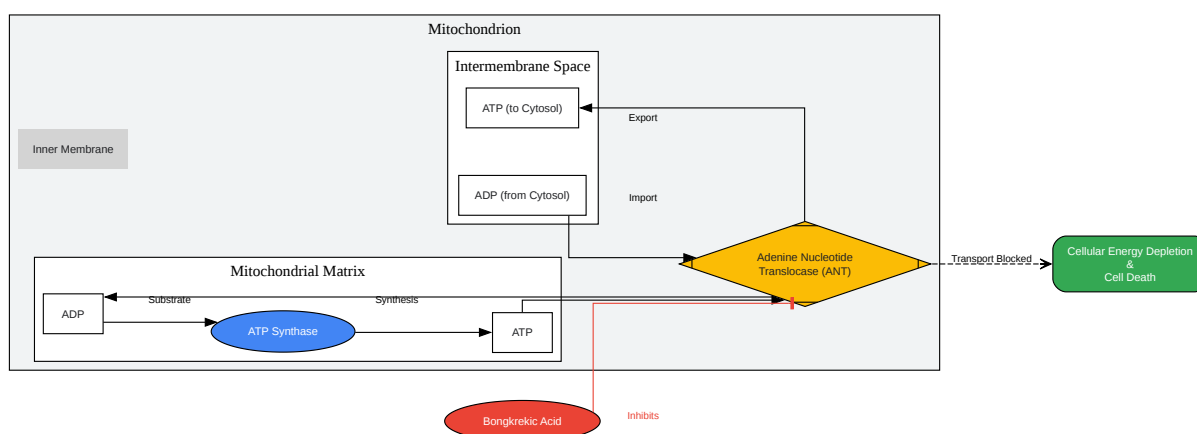 Mitochondrion
Intermembrane Space
ATP (to Cytosol)
Export
Inner Membrane
ADP (from Cytosol)
Import
Adenine Nucleotide
Translocase (ANT)
Transport Blocked
Cellular Energy Depletion
&
Cell Death
Mitochondrial Matrix
Substrate
Synthesis
ADP
ATP Synthase
ATP
Bongkrekic Acid
Inhibits